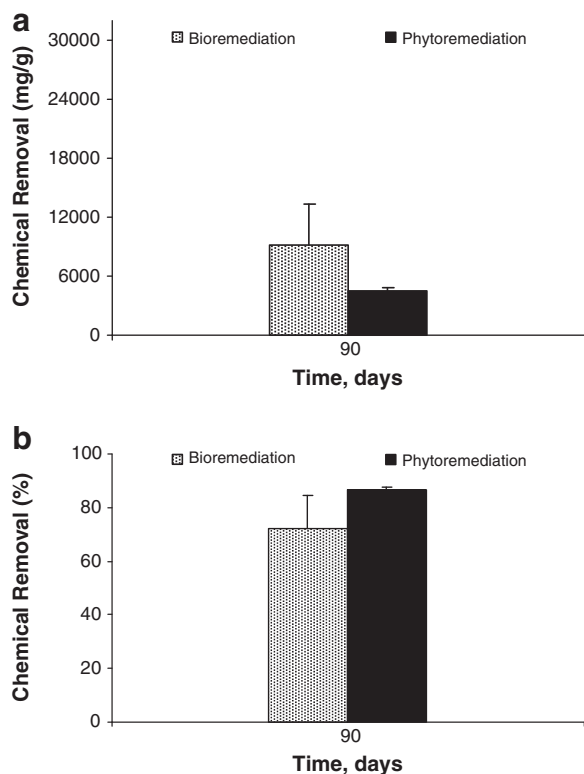 a
Chemical Removal (mg/g)
30000
24000
18000
12000
6000
0
Bioremediation
Phytoremediation
90
Time, days
b
Chemical Removal (%)
100
80
60
40
20
0
Bioremediation
Phytoremediation
90
Time, days